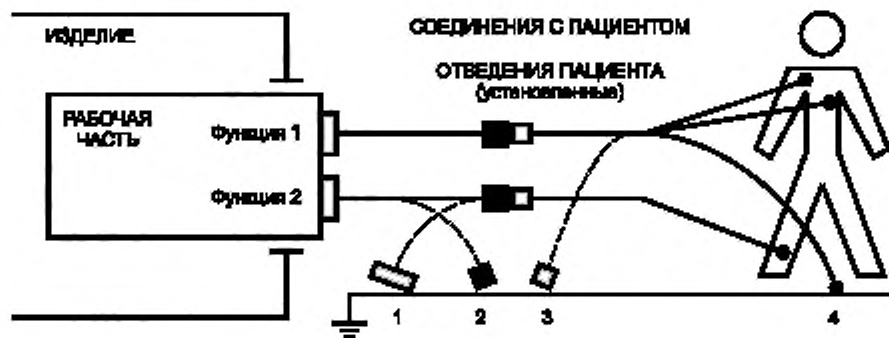 ИЗДЕЛИЕ
СОЕДИНЕНИЯ С ПАЦИЕНТОМ
ОТВЕДЕНИЯ ПАЦИЕНТА
(установленные)
РАБОЧАЯ
ЧАСТЬ
Функция 1
Функция 2
1
2
3
4